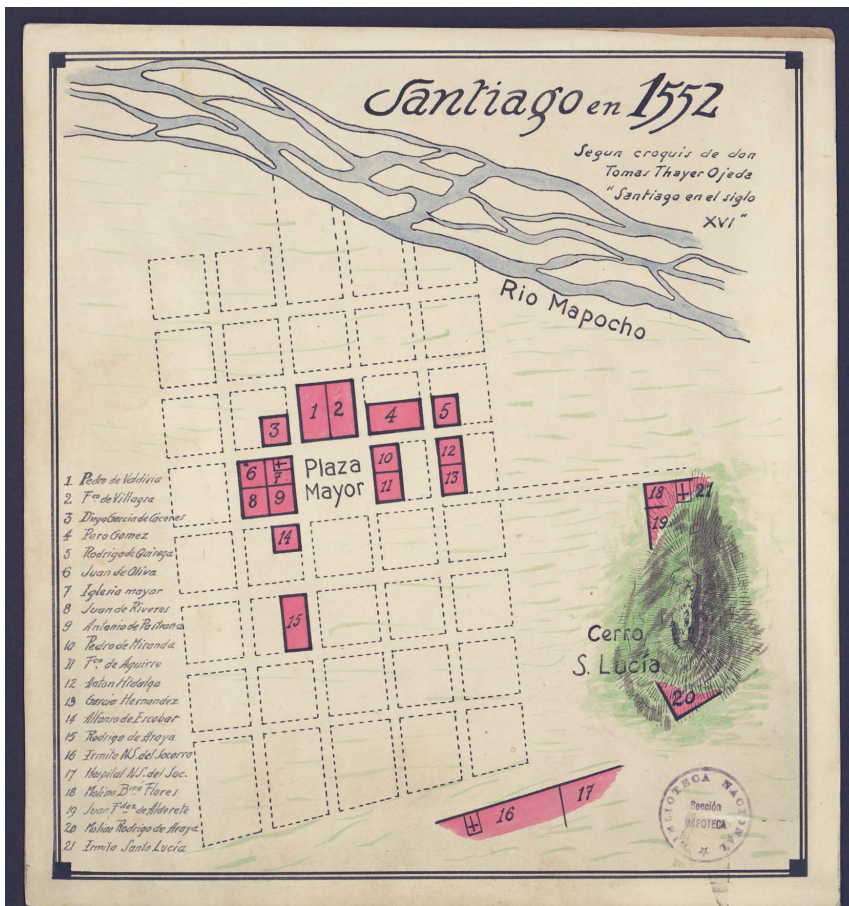 Santiago en 1552
Segun croquis de don
Tomas Thayer Ojeda
"Santiago en el siglo
XVI"
Rio Mapocho
1 2
3 4 5
6 7 Plaza 10 12
8 9 Mayor 11 13
14
15
18 21
19
Cerro
S. Lucía
20
16 17
1 Pedro de Valdivia
2 Fco de Villagra
3 Diego Garcia de Cáceres
4 Pero Gomez
5 Rodrigo de Quiroga
6 Juan de Oliva
7 Iglesia mayor
8 Juan de Riveros
9 Antonio de Pastrana
10 Pedro de Miranda
11 Fco de Aguirre
12 Anton Hidalgo
13 Garcia Hernandez
14 Alfonso de Escobar
15 Rodrigo de Araya
16 Irmita N.S. del Socorro
17 Hospital N.S. del Soc.
18 Molino Bme Flores
19 Juan Fdez de Alderete
20 Molino Rodrigo de Araya
21 Ermita Santa Lucía
BIBLIOTECA NACIONAL
Sección
MAPOTECA